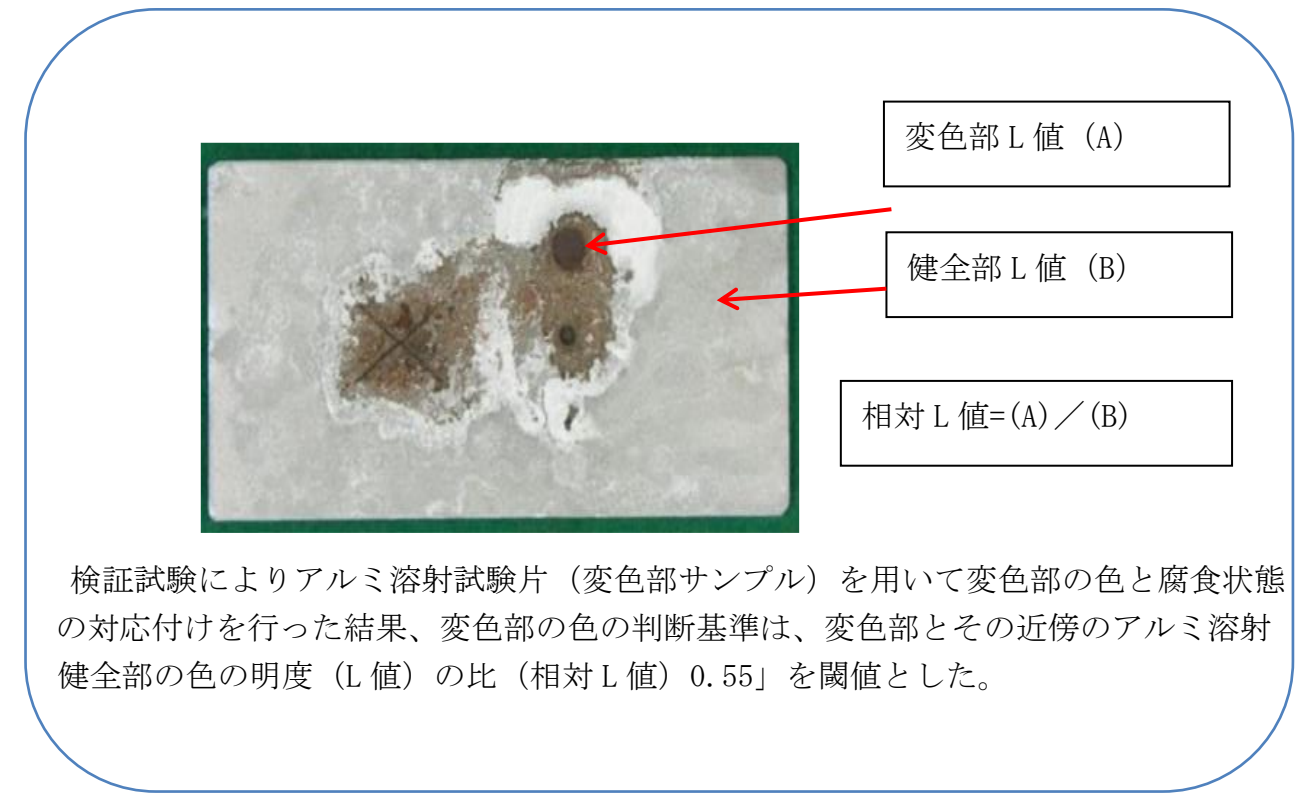 変色部L値(A)
健全部L値(B)
相対L値=(A)／(B)
検証試験によりアルミ溶射試験片(変色部サンプル)を用いて変色部の色と腐食状態
の対応付けを行った結果、変色部の色の判断基準は、変色部とその近傍のアルミ溶射
健全部の色の明度(L値)の比(相対L値)0.55」を閾値とした。